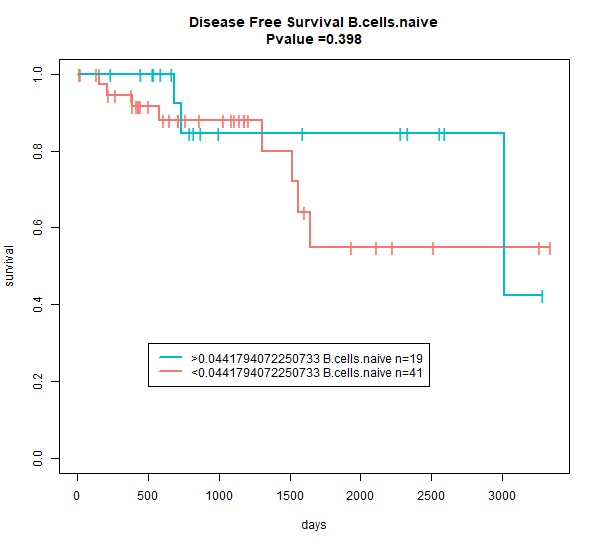 Disease Free Survival B.cells.naive
Pvalue =0.398
survival
1.0
0.8
0.6
0.4
0.2
0.0
>0.0441794072250733 B.cells.naive n=19
<0.0441794072250733 B.cells.naive n=41
0 500 1000 1500 2000 2500 3000
days